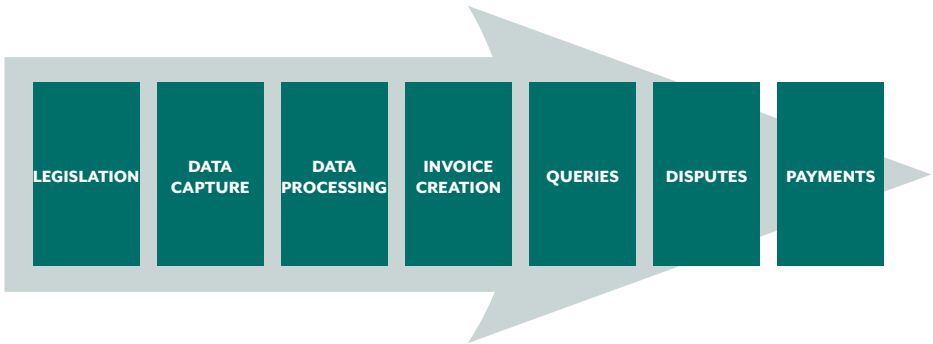 LEGISLATION
DATA
CAPTURE
DATA
PROCESSING
INVOICE
CREATION
QUERIES
DISPUTES
PAYMENTS